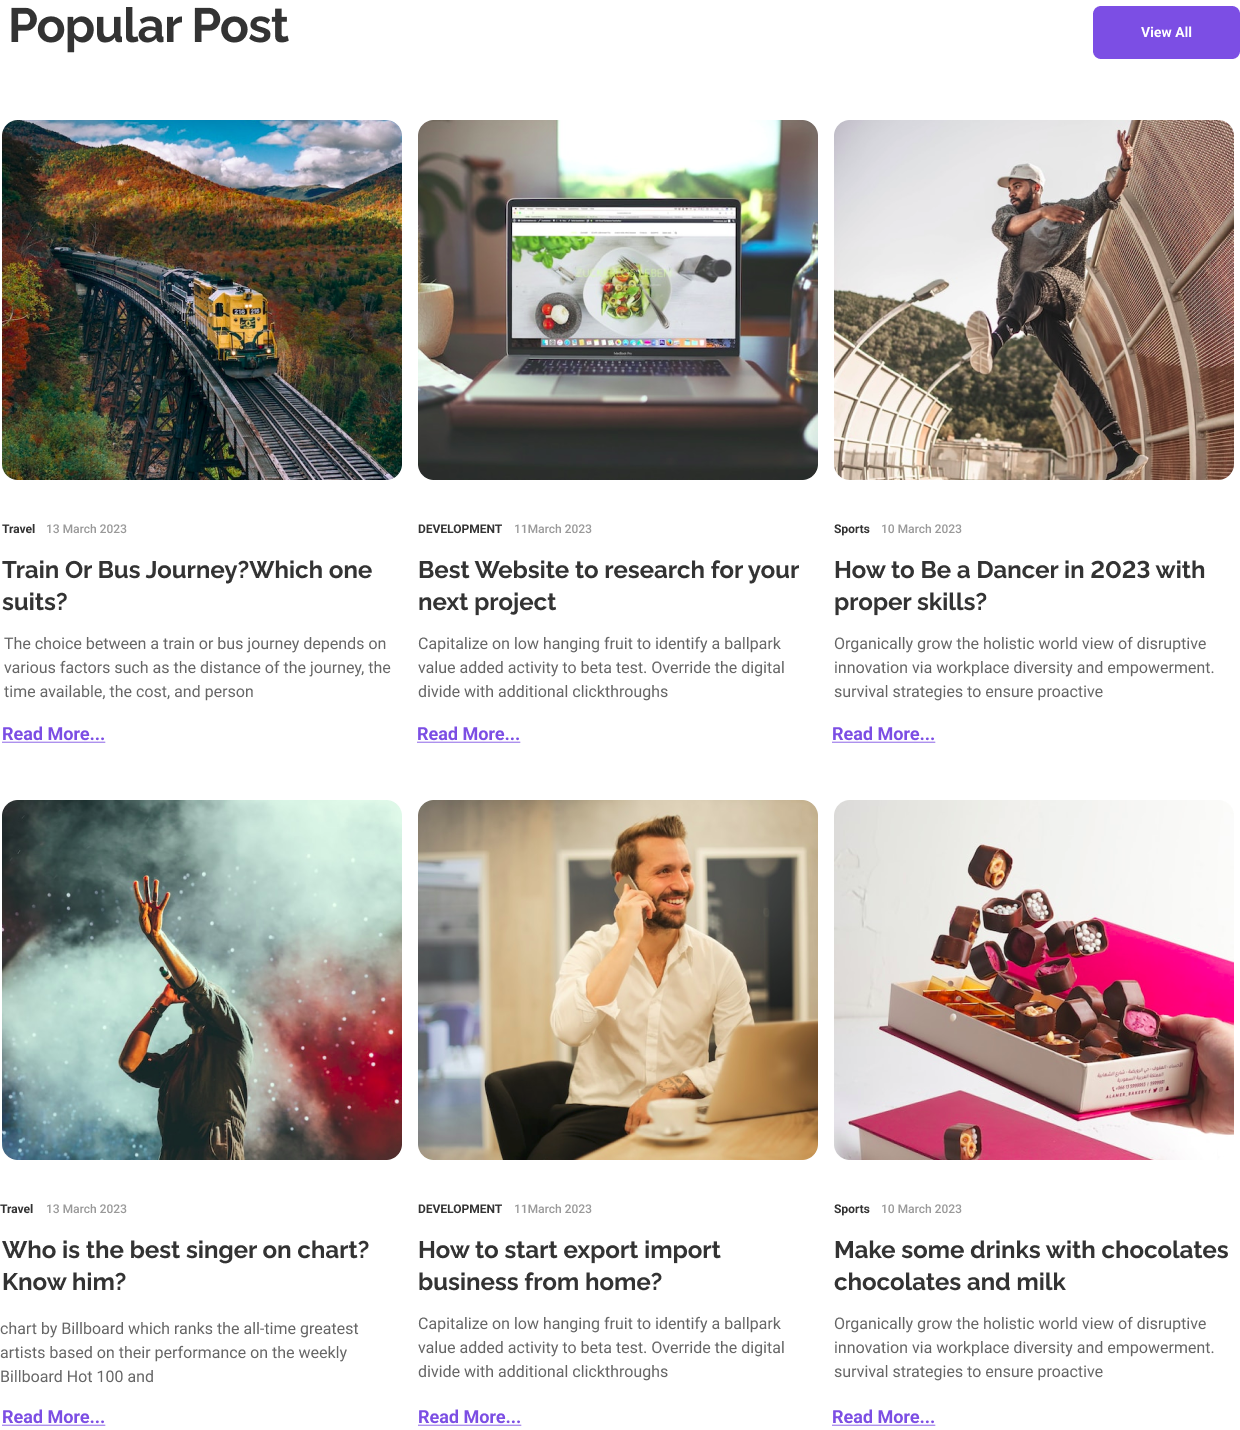 Popular Post
View All
Travel 13 March 2023
Train Or Bus Journey?Which one
suits?
The choice between a train or bus journey depends on
various factors such as the distance of the journey, the
time available, the cost, and person
Read More...
DEVELOPMENT 11March 2023
Best Website to research for your
next project
Capitalize on low hanging fruit to identify a ballpark
value added activity to beta test. Override the digital
divide with additional clickthroughs
Read More...
Sports 10 March 2023
How to Be a Dancer in 2023 with
proper skills?
Organically grow the holistic world view of disruptive
innovation via workplace diversity and empowerment.
survival strategies to ensure proactive
Read More...
Travel 13 March 2023
Who is the best singer on chart?
Know him?
chart by Billboard which ranks the all-time greatest
artists based on their performance on the weekly
Billboard Hot 100 and
Read More...
DEVELOPMENT 11March 2023
How to start export import
business from home?
Capitalize on low hanging fruit to identify a ballpark
value added activity to beta test. Override the digital
divide with additional clickthroughs
Read More...
Sports 10 March 2023
Make some drinks with chocolates
chocolates and milk
Organically grow the holistic world view of disruptive
innovation via workplace diversity and empowerment.
survival strategies to ensure proactive
Read More...